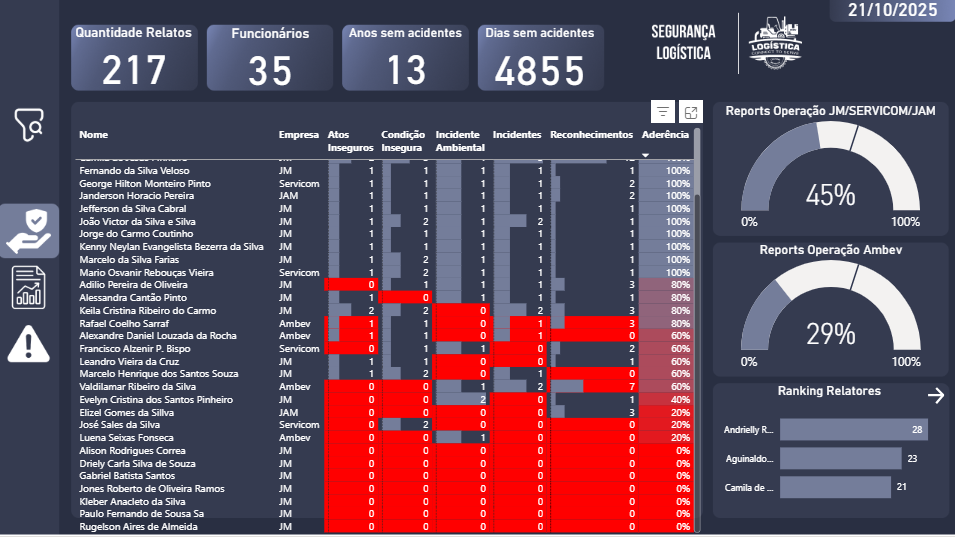 21/10/2025
Quantidade Relatos
217
Funcionários
35
Anos sem acidentes
13
Dias sem acidentes
4855
SEGURANÇA
LOGÍSTICA
LOGÍSTICA
CONNECT TO SERVE
Nome Empresa Atos Inseguros Condição Insegura Incidente Ambiental Incidentes Reconhecimentos Aderência
Fernando da Silva Veloso JM 1 1 1 1 1 100%
George Hilton Monteiro Pinto Servicom 1 1 1 1 2 100%
Janderson Horacio Pereira JAM 1 1 1 1 2 100%
Jefferson da Silva Cabral JM 1 1 1 1 1 100%
João Victor da Silva e Silva JM 1 2 1 2 1 100%
Jorge do Carmo Coutinho JM 1 1 1 1 1 100%
Kenny Neylan Evangelista Bezerra da Silva JM 1 1 1 1 1 100%
Marcelo da Silva Farias JM 1 2 1 1 1 100%
Mario Osvanir Rebouças Vieira Servicom 1 2 1 1 1 100%
Adilio Pereira de Oliveira JM 0 1 1 1 3 80%
Alessandra Cantão Pinto JM 1 0 1 1 1 80%
Keila Cristina Ribeiro do Carmo JM 2 2 0 2 3 80%
Rafael Coelho Sarraf Ambev 1 1 0 1 3 80%
Alexandre Daniel Louzada da Rocha Ambev 1 1 0 1 0 60%
Francisco Alzenir P. Bispo Servicom 0 1 1 0 2 60%
Leandro Vieira da Cruz JM 1 1 0 0 1 60%
Marcelo Henrique dos Santos Souza JM 1 2 0 1 0 60%
Valdilamar Ribeiro da Silva Ambev 0 0 1 2 7 60%
Evelyn Cristina dos Santos Pinheiro JM 0 0 2 0 1 40%
Elizel Gomes da Sillva JAM 0 0 0 0 3 20%
José Sales da Silva Servicom 0 2 0 0 0 20%
Luena Seixas Fonseca Ambev 0 0 1 0 0 20%
Alison Rodrigues Correa JM 0 0 0 0 0 0%
Driely Carla Silva de Souza JM 0 0 0 0 0 0%
Gabriel Batista Santos JM 0 0 0 0 0 0%
Jones Roberto de Oliveira Ramos JM 0 0 0 0 0 0%
Kleber Anacleto da Silva JM 0 0 0 0 0 0%
Paulo Fernando de Sousa Sa JM 0 0 0 0 0 0%
Rugelson Aires de Almeida JM 0 0 0 0 0 0%
Reports Operação JM/SERVICOM/JAM
45%
0% 100%
Reports Operação Ambev
29%
0% 100%
Ranking Relatores
Andrielly R... 28
Aguinaldo... 23
Camila de ... 21